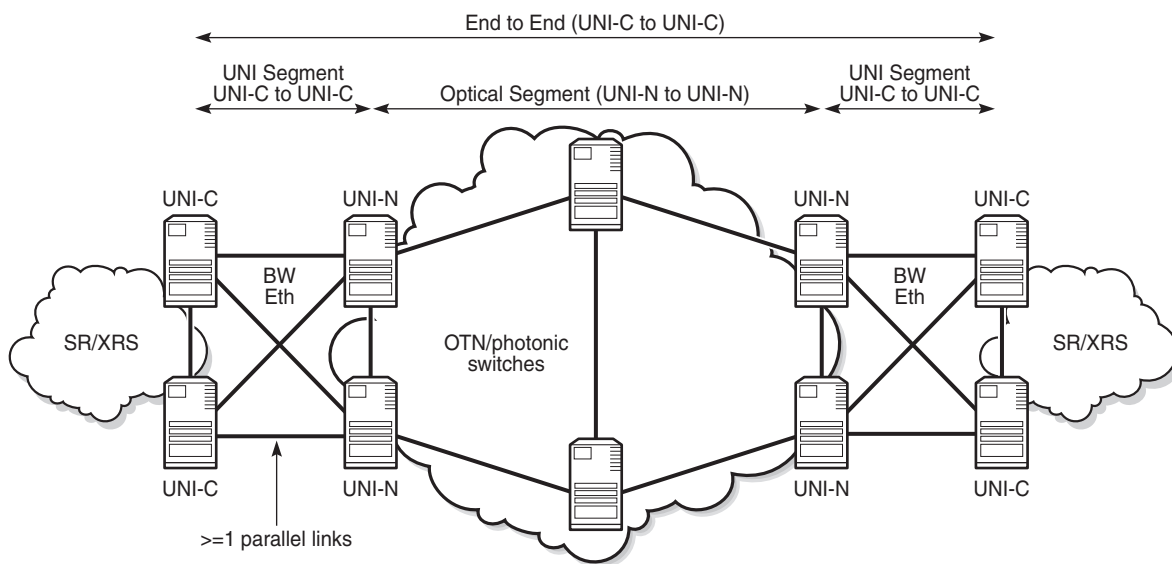 End to End (UNI-C to UNI-C)
UNI Segment
UNI-C to UNI-C
Optical Segment (UNI-N to UNI-N)
UNI Segment
UNI-C to UNI-C
UNI-C
UNI-N
UNI-N
UNI-C
BW
Eth
BW
Eth
SR/XRS
OTN/photonic
switches
SR/XRS
UNI-C
UNI-N
UNI-N
UNI-C
>=1 parallel links